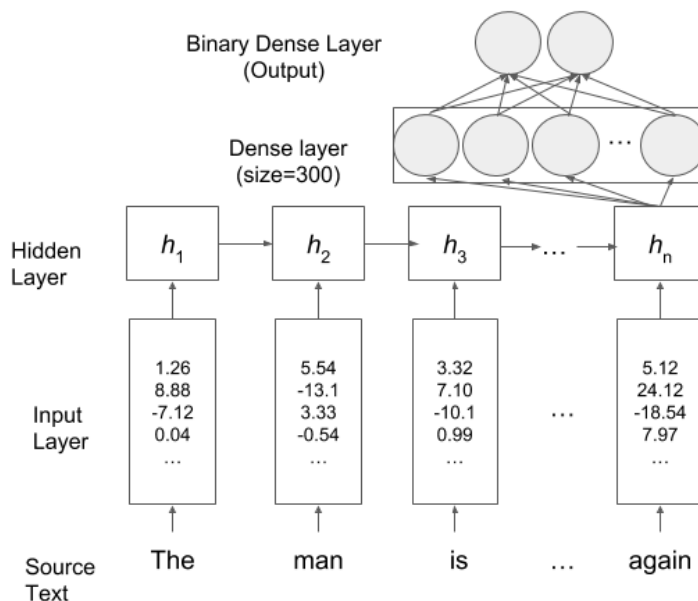 Binary Dense Layer
(Output)
Dense layer
(size=300)
...
Hidden
Layer
h1
h2
h3
...
hn
Input
Layer
1.26
8.88
-7.12
0.04
...
5.54
-13.1
3.33
-0.54
...
3.32
7.10
-10.1
0.99
...
...
5.12
24.12
-18.54
7.97
...
Source
Text
The
man
is
...
again